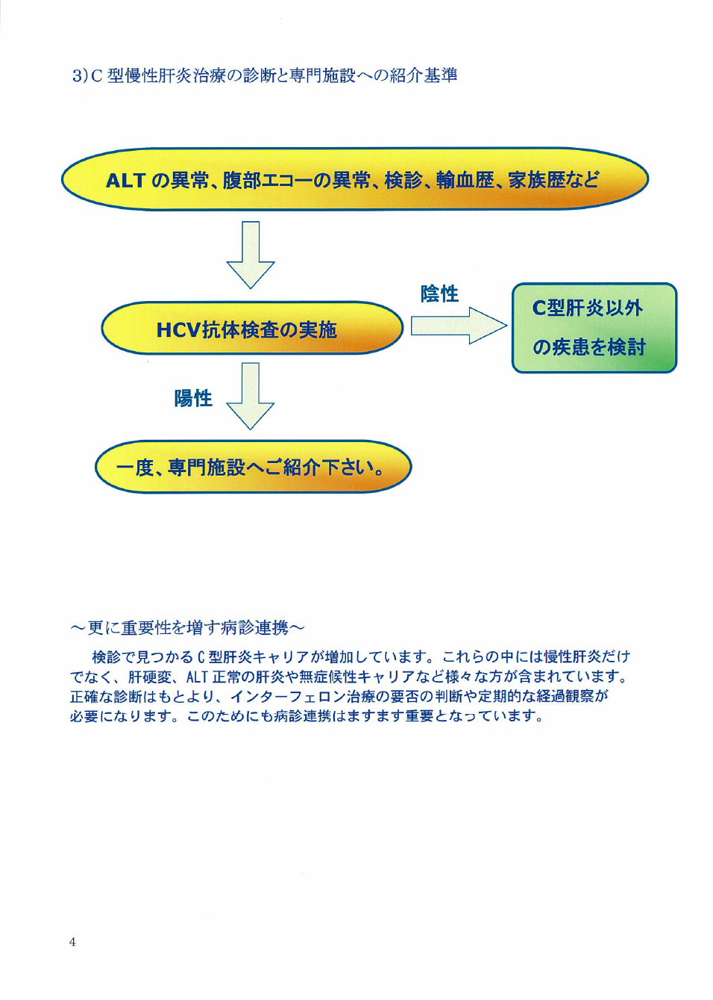 3)C 型慢性肝炎治療の診断と専門施設への紹介基準
ALT の異常、腹部エコーの異常、検診、輸血歴、家族歴など
陰性
HCV抗体検査の実施
C型肝炎以外
の疾患を検討
陽性
一度、専門施設へご紹介下さい。
～更に重要性を増す病診連携～
検診で見つかる C 型肝炎キャリアが増加しています。これらの中には慢性肝炎だけ
でなく、肝硬変、ALT 正常の肝炎や無症候性キャリアなど様々な方が含まれています。
正確な診断はもとより、インターフェロン治療の要否の判断や定期的な経過観察が
必要になります。このためにも病診連携はますます重要となっています。
4